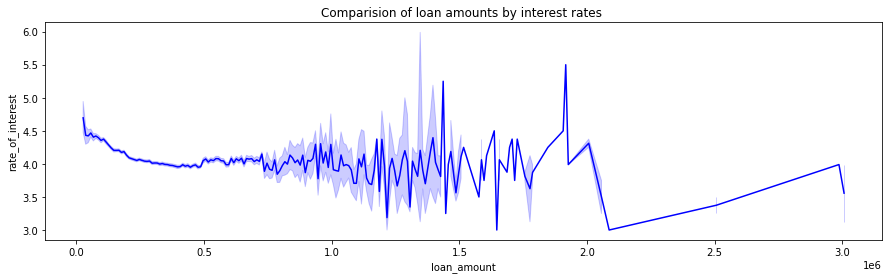 Comparision of loan amounts by interest rates
rate_of_interest
6.0
5.5
5.0
4.5
4.0
3.5
3.0
0.0 0.5 1.0 1.5 2.0 2.5 3.0
1e6
loan_amount